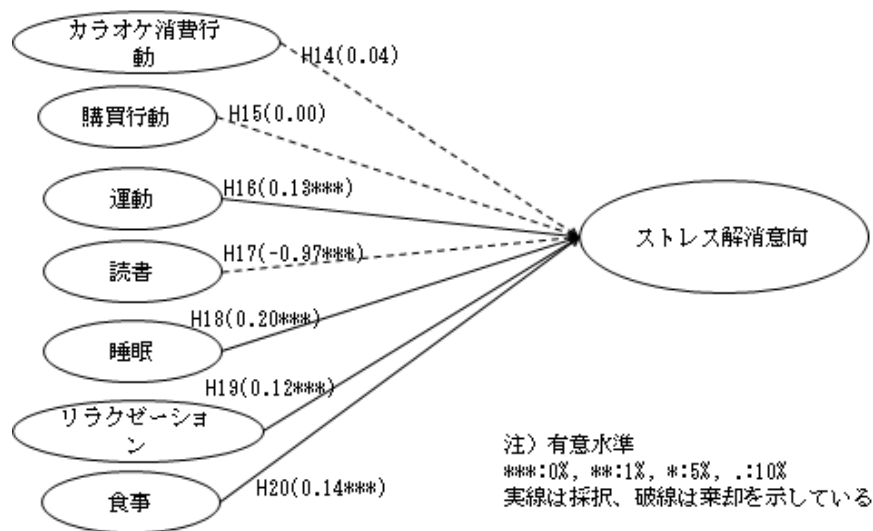 カラオケ消費行
動
H14(0.04)
購買行動
H15(0.00)
運動
H16(0.13***)
ストレス解消意向
読書
H17(-0.97***)
睡眠
H18(0.20***)
リラクゼーショ
ン
H19(0.12***)
食事
H20(0.14***)
注）有意水準
***:0%, **:1%, *:5%, .:10%
実線は採択、破線は棄却を示している